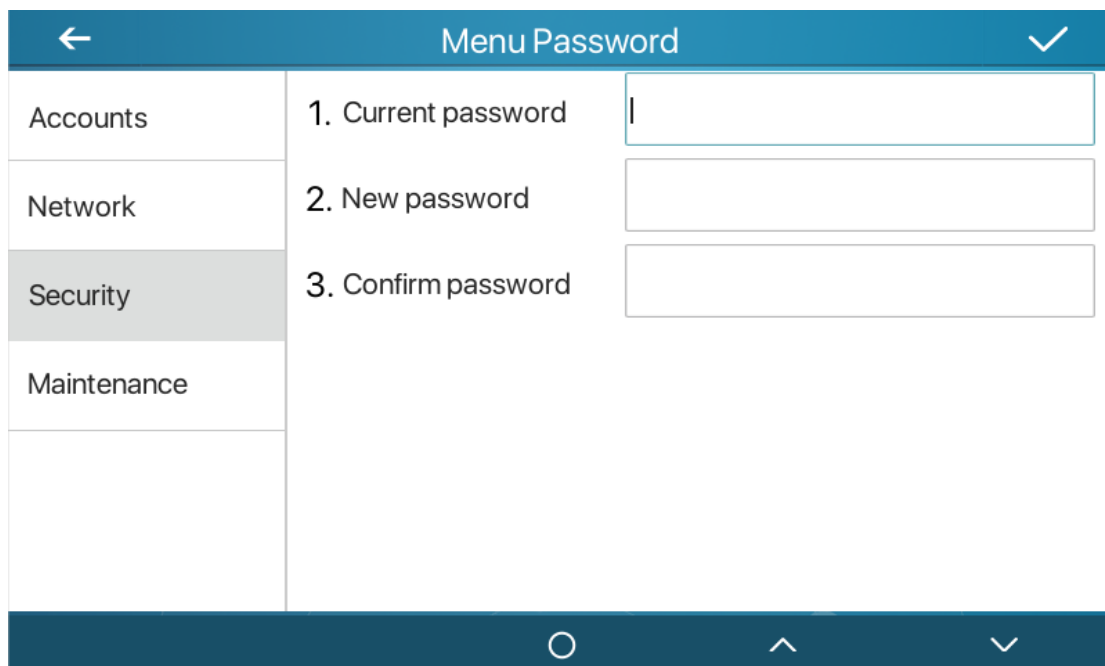 Menu Password
Accounts
Network
Security
Maintenance
1. Current password
2. New password
3. Confirm password